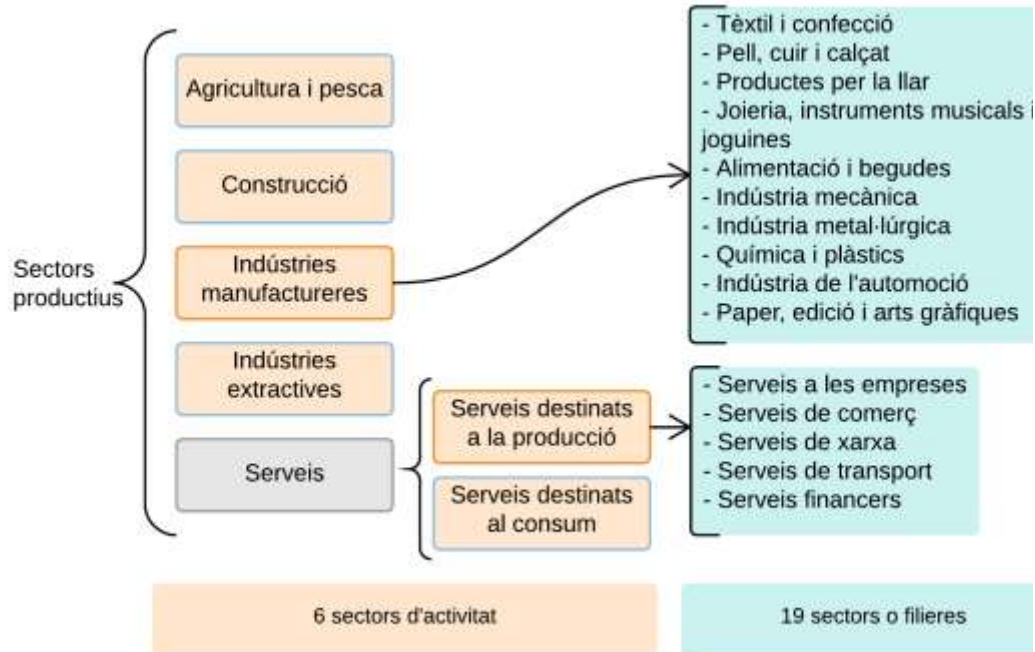 Sectors
productius
Agricultura i pesca
Construcció
Indústries
manufactureres
Indústries
extractives
Serveis
Serveis destinats
a la producció
Serveis destinats
al consum
- Tèxtil i confecció
- Pell, cuir i calçat
- Productes per la llar
- Joieria, instruments musicals i
joguines
- Alimentació i begudes
- Indústria mecànica
- Indústria metal·lúrgica
- Química i plàstics
- Indústria de l'automoció
- Paper, edició i arts gràfiques
- Serveis a les empreses
- Serveis de comerç
- Serveis de xarxa
- Serveis de transport
- Serveis financers
6 sectors d'activitat
19 sectors o filieres